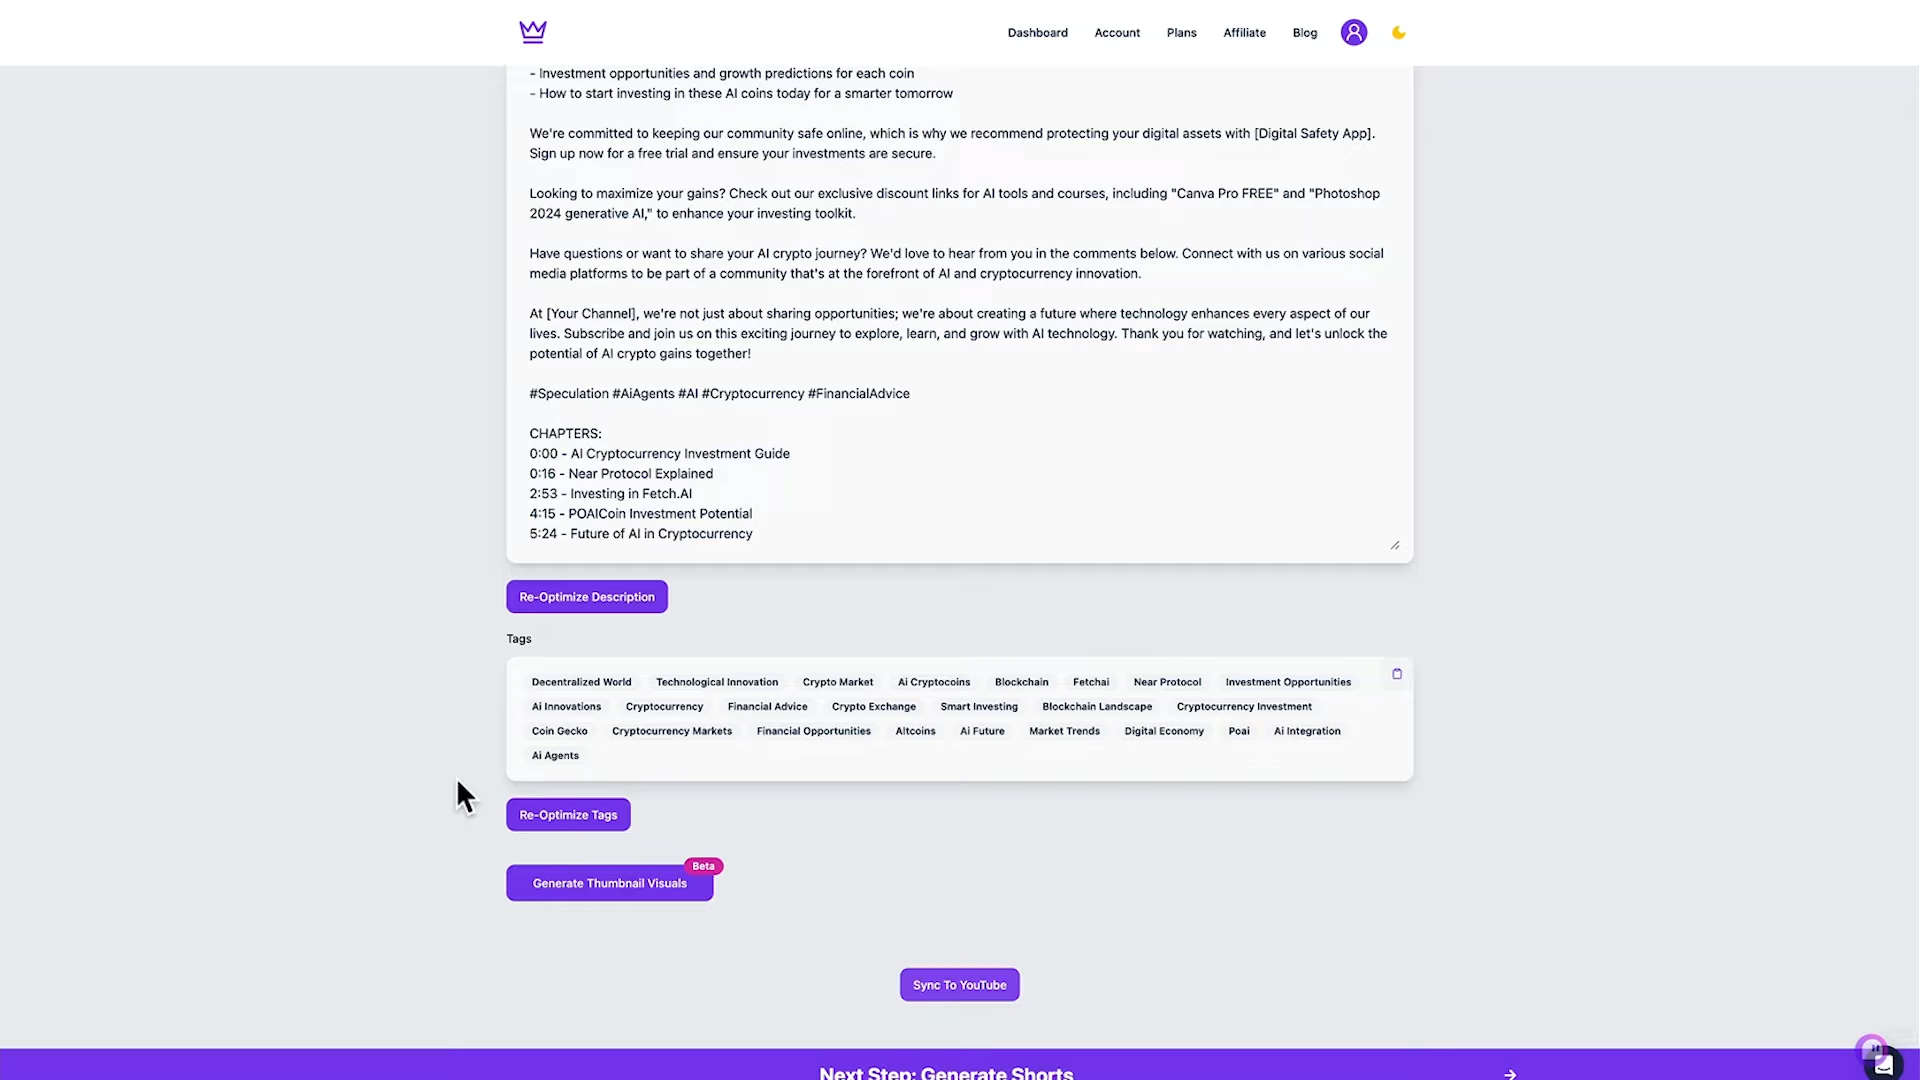 Dashboard Account Plans Affiliate Blog
- Investment opportunities and growth predictions for each coin
- How to start investing in these AI coins today for a smarter tomorrow
We're committed to keeping our community safe online, which is why we recommend protecting your digital assets with [Digital Safety App].
Sign up now for a free trial and ensure your investments are secure.
Looking to maximize your gains? Check out our exclusive discount links for AI tools and courses, including "Canva Pro FREE" and "Photoshop
2024 generative AI," to enhance your investing toolkit.
Have questions or want to share your AI crypto journey? We'd love to hear from you in the comments below. Connect with us on various social
media platforms to be part of a community that's at the forefront of AI and cryptocurrency innovation.
At [Your Channel], we're not just about sharing opportunities; we're about creating a future where technology enhances every aspect of our
lives. Subscribe and join us on this exciting journey to explore, learn, and grow with AI technology. Thank you for watching, and let's unlock the
potential of AI crypto gains together!
#Speculation #AiAgents #AI #Cryptocurrency #FinancialAdvice
CHAPTERS:
0:00 - AI Cryptocurrency Investment Guide
0:16 - Near Protocol Explained
2:53 - Investing in Fetch.AI
4:15 - POAICoin Investment Potential
5:24 - Future of AI in Cryptocurrency
Re-Optimize Description
Tags
Decentralized World Technological Innovation Crypto Market Ai Cryptocoins Blockchain Fetchai Near Protocol Investment Opportunities
Ai Innovations Cryptocurrency Financial Advice Crypto Exchange Smart Investing Blockchain Landscape Cryptocurrency Investment
Coin Gecko Cryptocurrency Markets Financial Opportunities Altcoins Ai Future Market Trends Digital Economy Poai Ai Integration
Ai Agents
Re-Optimize Tags
Beta
Generate Thumbnail Visuals
Sync To YouTube
Next Step: Generate Shorts